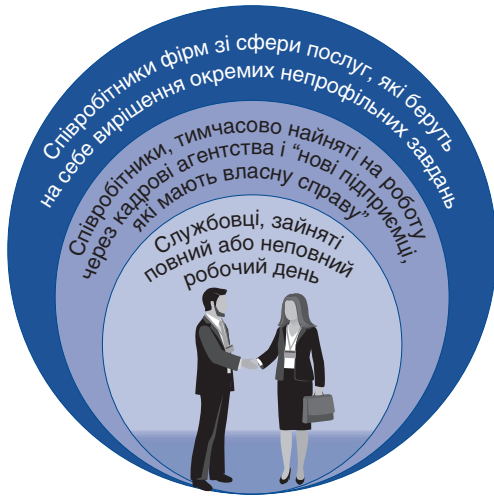 Співробітники фірм зі сфери послуг, які беруть
на себе вирішення окремих непрофільних завдань
Співробітники, тимчасово найняті на роботу
через кадрові агентства і “нові підприємці,
які мають власну справу”
Службовці, зайняті
повний або неповний
робочий день